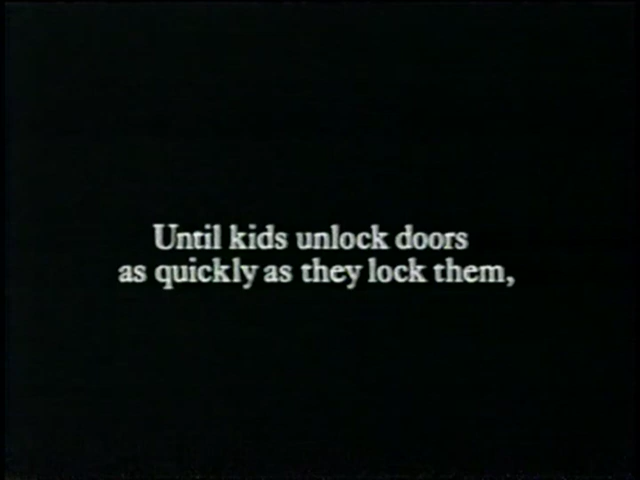 Until kids unlock doors
as quickly as they lock them,